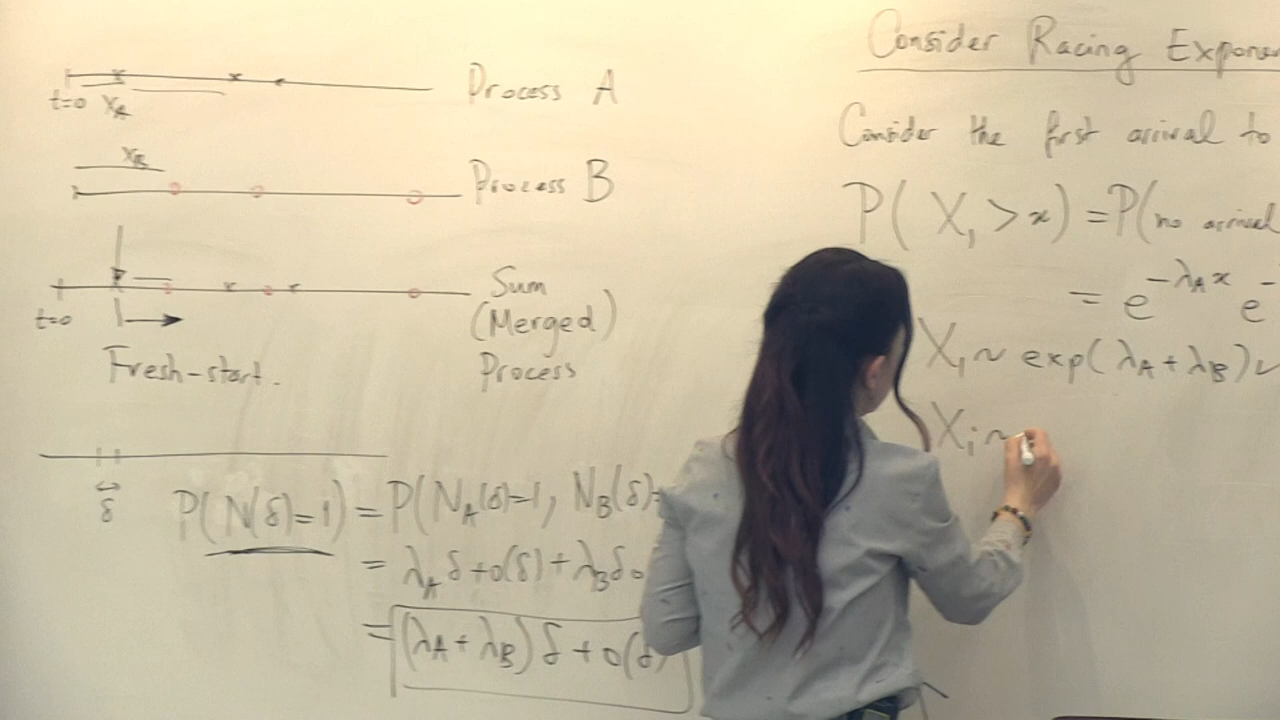 Process A
t=0 X_A
X_B
Process B
Sum
(Merged)
Process
t=0
Fresh-start.
δ
P(N(δ)=1) = P(N_A(δ)=1, N_B(δ)=
= λ_A δ + o(δ) + λ_B δ
= (λ_A + λ_B) δ + o(δ)
Consider Racing Expone
Consider the first arrival to
P(X_1 > x) = P(no arrival
= e^{-λ_A x} e^{-
X_1 ~ exp(λ_A + λ_B) ✓
X_i ~